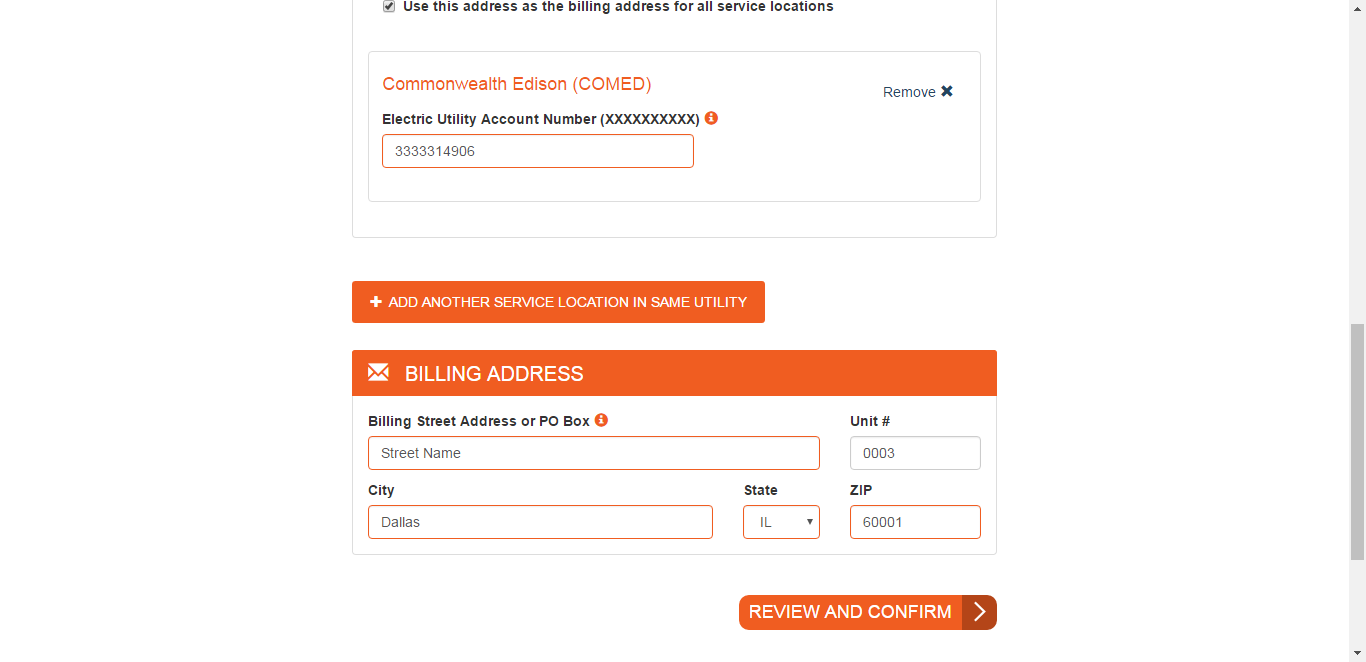 Use this address as the billing address for all service locations
Commonwealth Edison (COMED)
Remove ✖
Electric Utility Account Number (XXXXXXXXXX)
3333314906
+ ADD ANOTHER SERVICE LOCATION IN SAME UTILITY
BILLING ADDRESS
Billing Street Address or PO Box
Unit #
Street Name
0003
City
State
ZIP
Dallas
IL
60001
REVIEW AND CONFIRM